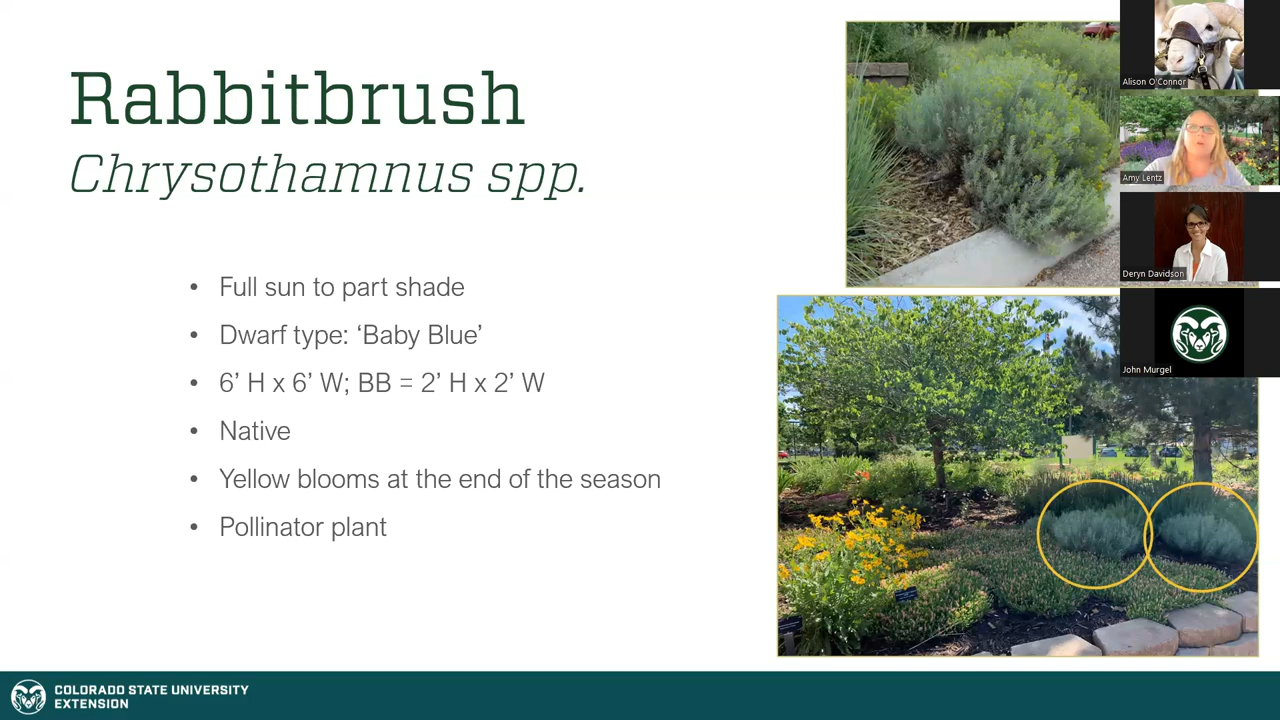 Rabbitbrush
Chrysothamnus spp.
• Full sun to part shade
• Dwarf type: ‘Baby Blue’
• 6’ H x 6’ W; BB = 2’ H x 2’ W
• Native
• Yellow blooms at the end of the season
• Pollinator plant
Alison O'Connor
Amy Lentz
Deryn Davidson
John Murgel
COLORADO STATE UNIVERSITY
EXTENSION